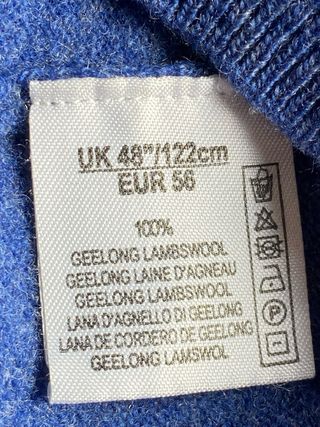 UK 48"/122cm
EUR 56
100%
GEELONG LAMBSWOOL
GEELONG LAINE D'AGNEAU
GEELONG LAMBSWOOL
LANA D'AGNELLO DI GEELONG
LANA DE CORDERO DE GEELONG
GEELONG LAMSWOL